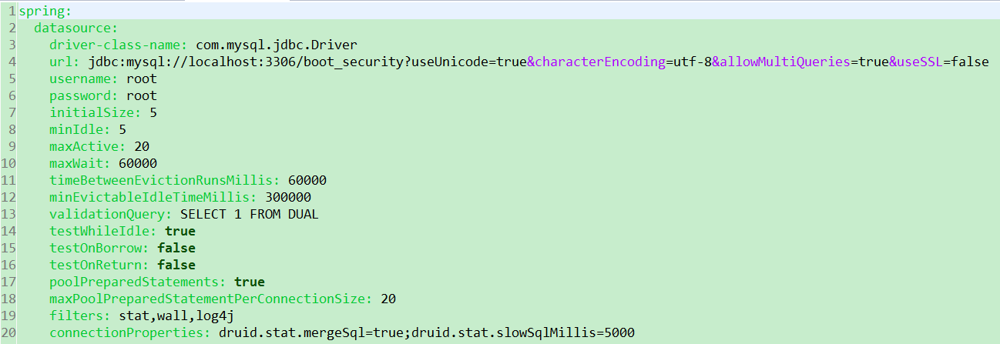 1 spring:
2   datasource:
3     driver-class-name: com.mysql.jdbc.Driver
4     url: jdbc:mysql://localhost:3306/boot_security?useUnicode=true&characterEncoding=utf-8&allowMultiQueries=true&useSSL=false
5     username: root
6     password: root
7     initialSize: 5
8     minIdle: 5
9     maxActive: 20
10     maxWait: 60000
11     timeBetweenEvictionRunsMillis: 60000
12     minEvictableIdleTimeMillis: 300000
13     validationQuery: SELECT 1 FROM DUAL
14     testWhileIdle: true
15     testOnBorrow: false
16     testOnReturn: false
17     poolPreparedStatements: true
18     maxPoolPreparedStatementPerConnectionSize: 20
19     filters: stat,wall,log4j
20     connectionProperties: druid.stat.mergeSql=true;druid.stat.slowSqlMillis=5000